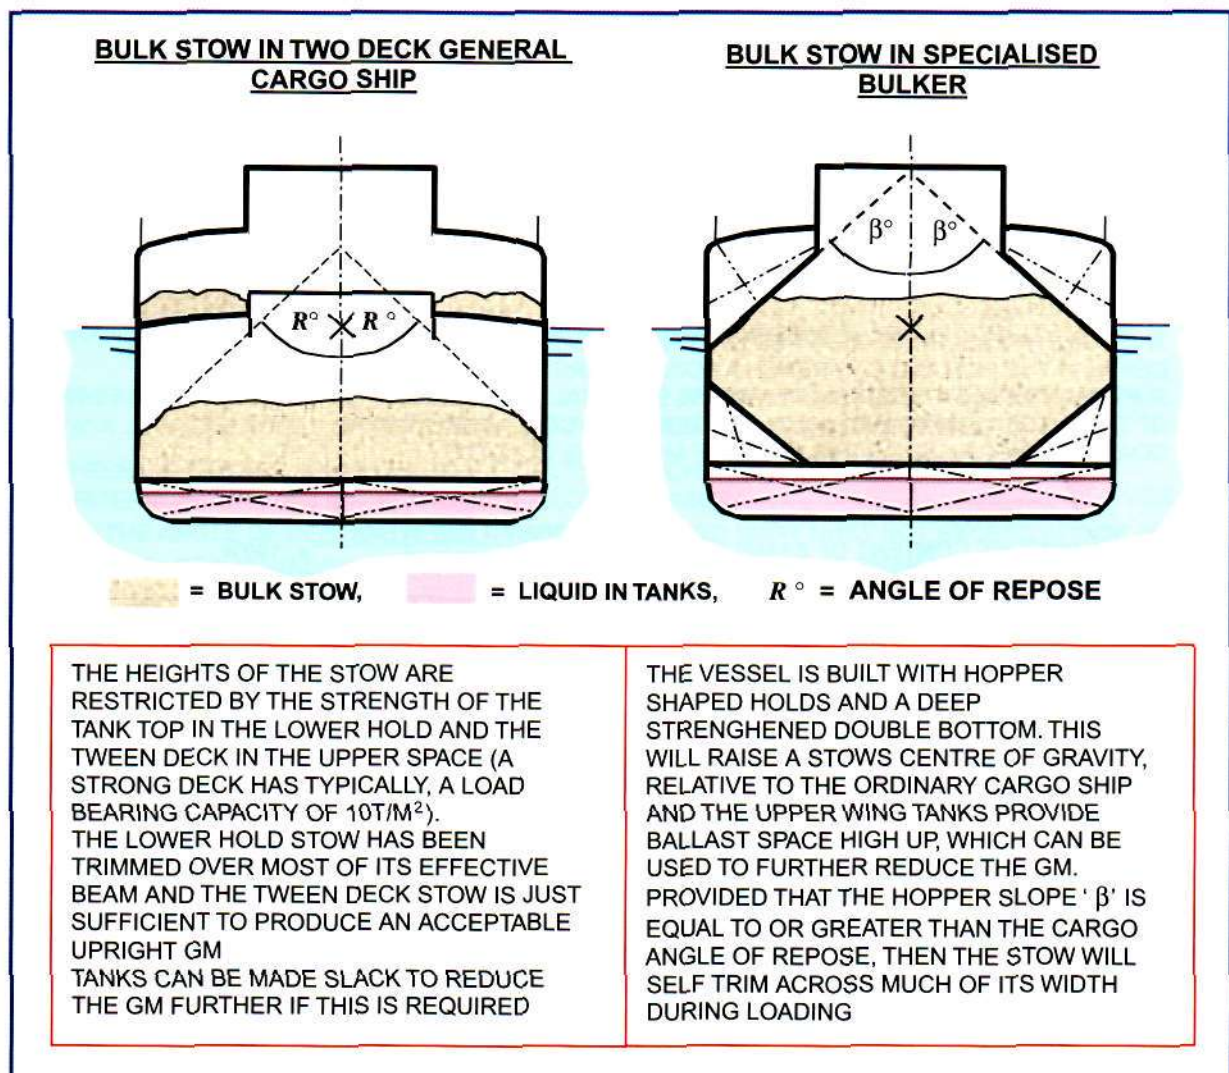 BULK STOW IN TWO DECK GENERAL
CARGO SHIP
BULK STOW IN SPECIALISED
BULKER
R° R°
β° β°
= BULK STOW, = LIQUID IN TANKS, R° = ANGLE OF REPOSE
THE HEIGHTS OF THE STOW ARE
RESTRICTED BY THE STRENGTH OF THE
TANK TOP IN THE LOWER HOLD AND THE
TWEEN DECK IN THE UPPER SPACE (A
STRONG DECK HAS TYPICALLY, A LOAD
BEARING CAPACITY OF 10T/M²).
THE LOWER HOLD STOW HAS BEEN
TRIMMED OVER MOST OF ITS EFFECTIVE
BEAM AND THE TWEEN DECK STOW IS JUST
SUFFICIENT TO PRODUCE AN ACCEPTABLE
UPRIGHT GM
TANKS CAN BE MADE SLACK TO REDUCE
THE GM FURTHER IF THIS IS REQUIRED
THE VESSEL IS BUILT WITH HOPPER
SHAPED HOLDS AND A DEEP
STRENGHENED DOUBLE BOTTOM. THIS
WILL RAISE A STOWS CENTRE OF GRAVITY,
RELATIVE TO THE ORDINARY CARGO SHIP
AND THE UPPER WING TANKS PROVIDE
BALLAST SPACE HIGH UP, WHICH CAN BE
USED TO FURTHER REDUCE THE GM.
PROVIDED THAT THE HOPPER SLOPE ' β' IS
EQUAL TO OR GREATER THAN THE CARGO
ANGLE OF REPOSE, THEN THE STOW WILL
SELF TRIM ACROSS MUCH OF ITS WIDTH
DURING LOADING